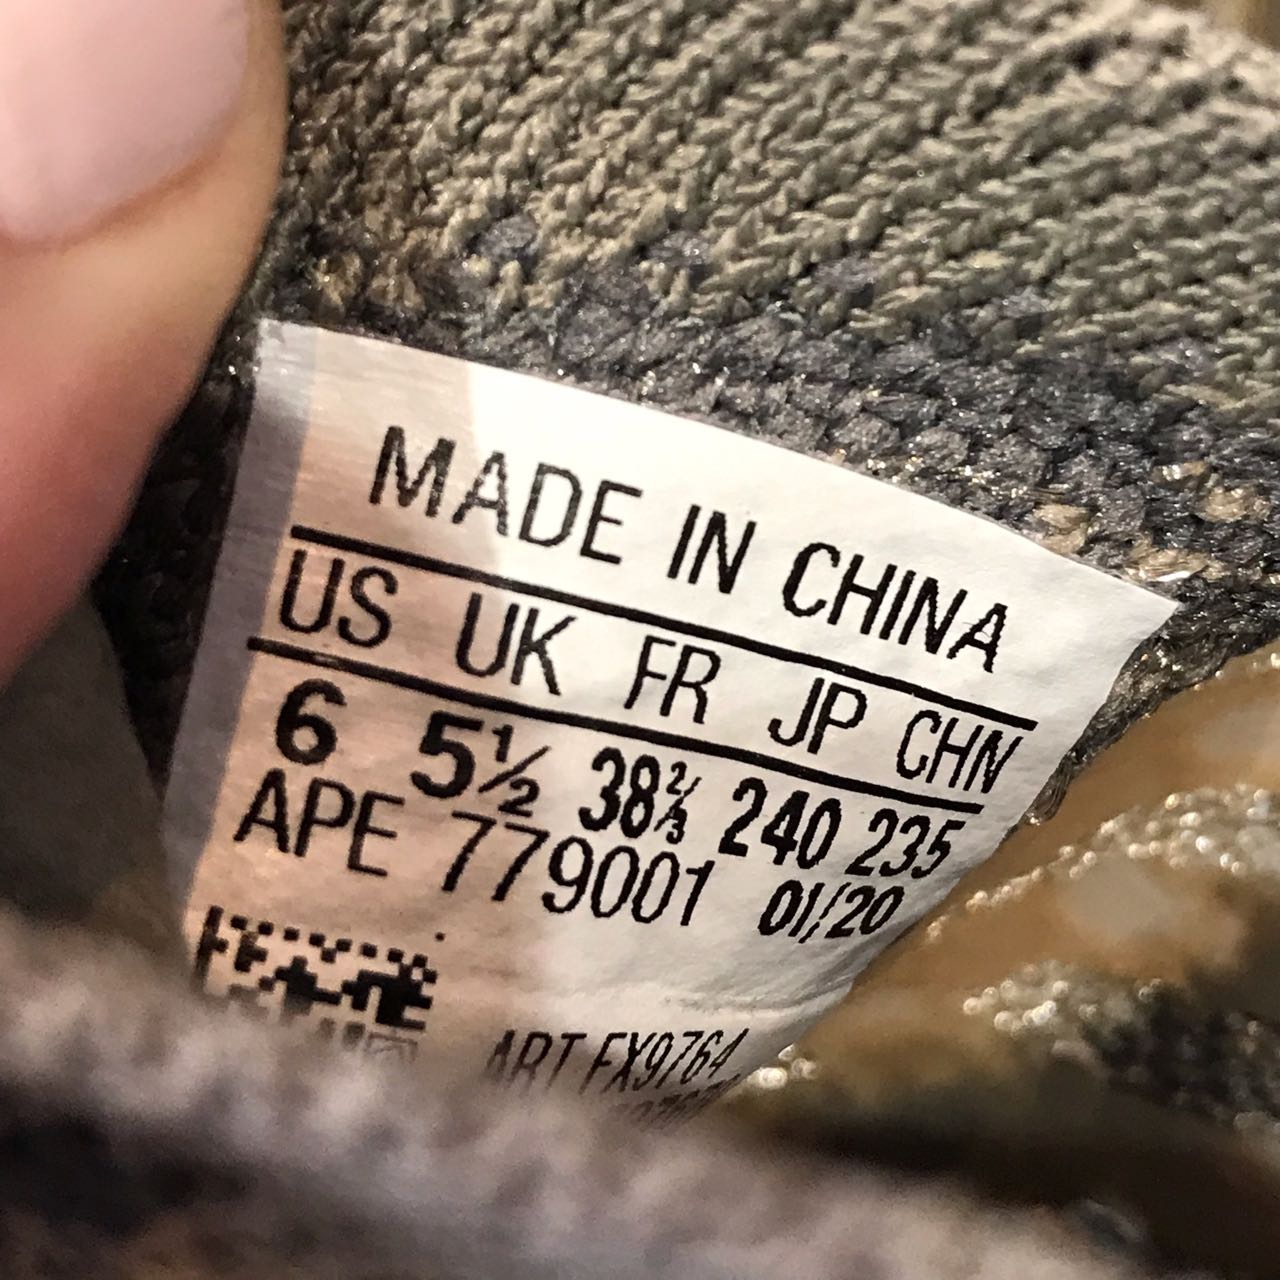 MADE IN CHINA
US UK FR JP CHN
6 5½ 38⅔ 240 235
APE 779001 01/20
ART FX9764